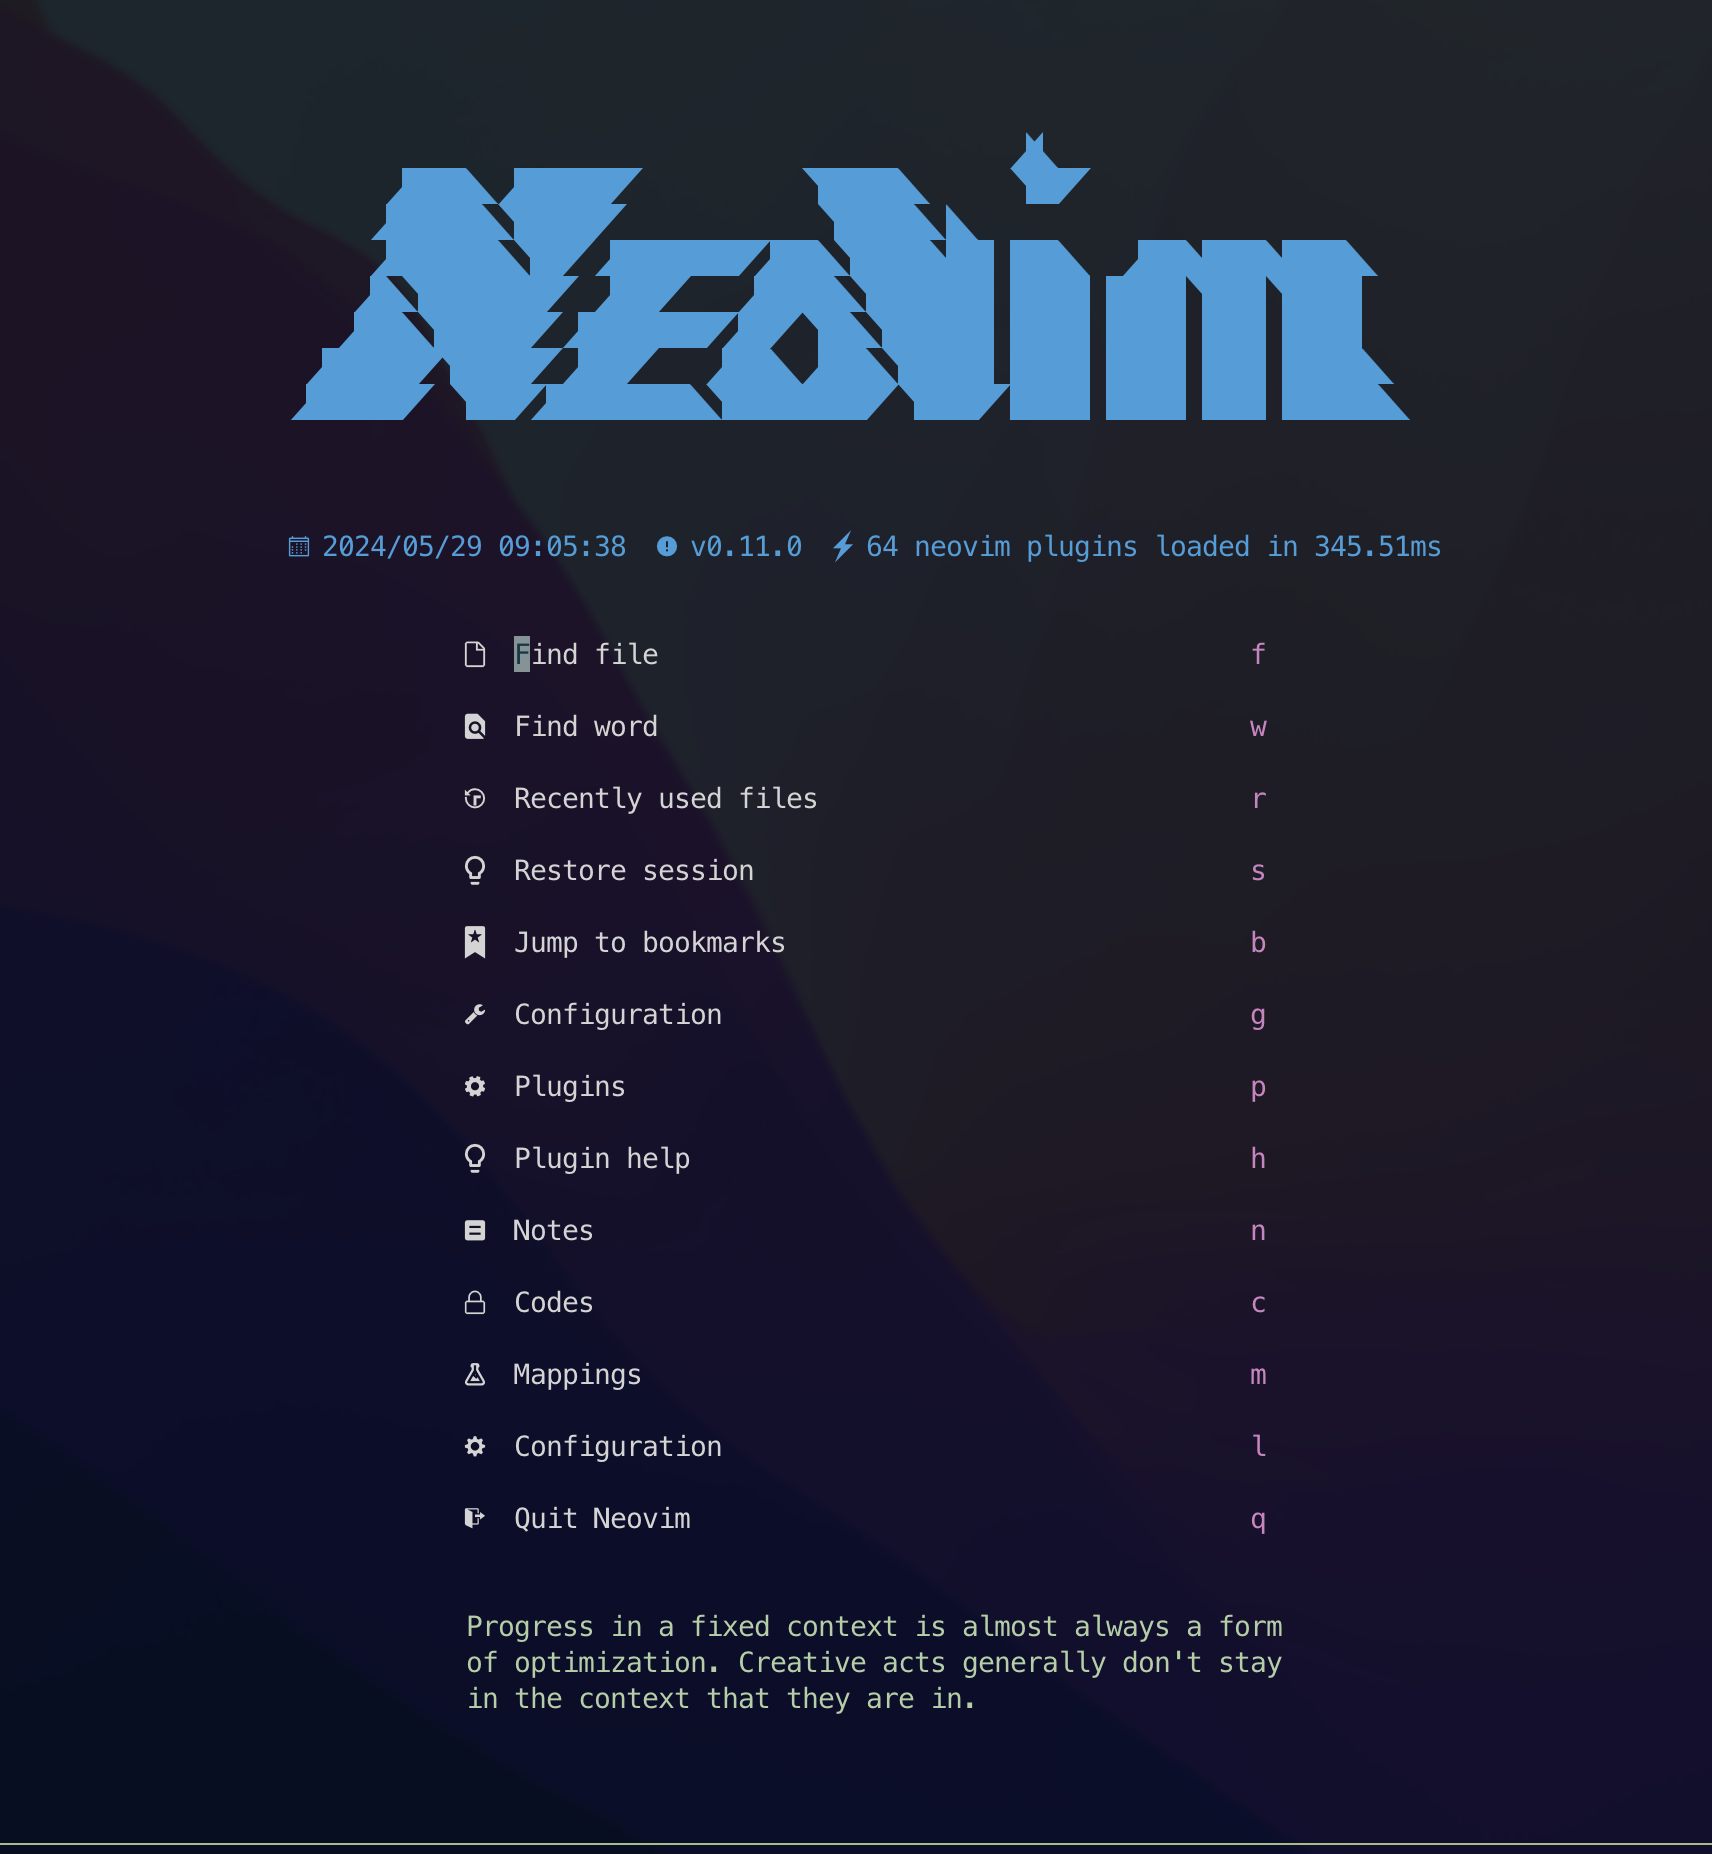 Neovim
2024/05/29 09:05:38 v0.11.0 64 neovim plugins loaded in 345.51ms
Find file f
Find word w
Recently used files r
Restore session s
Jump to bookmarks b
Configuration g
Plugins p
Plugin help h
Notes n
Codes c
Mappings m
Configuration l
Quit Neovim q
Progress in a fixed context is almost always a form
of optimization. Creative acts generally don't stay
in the context that they are in.